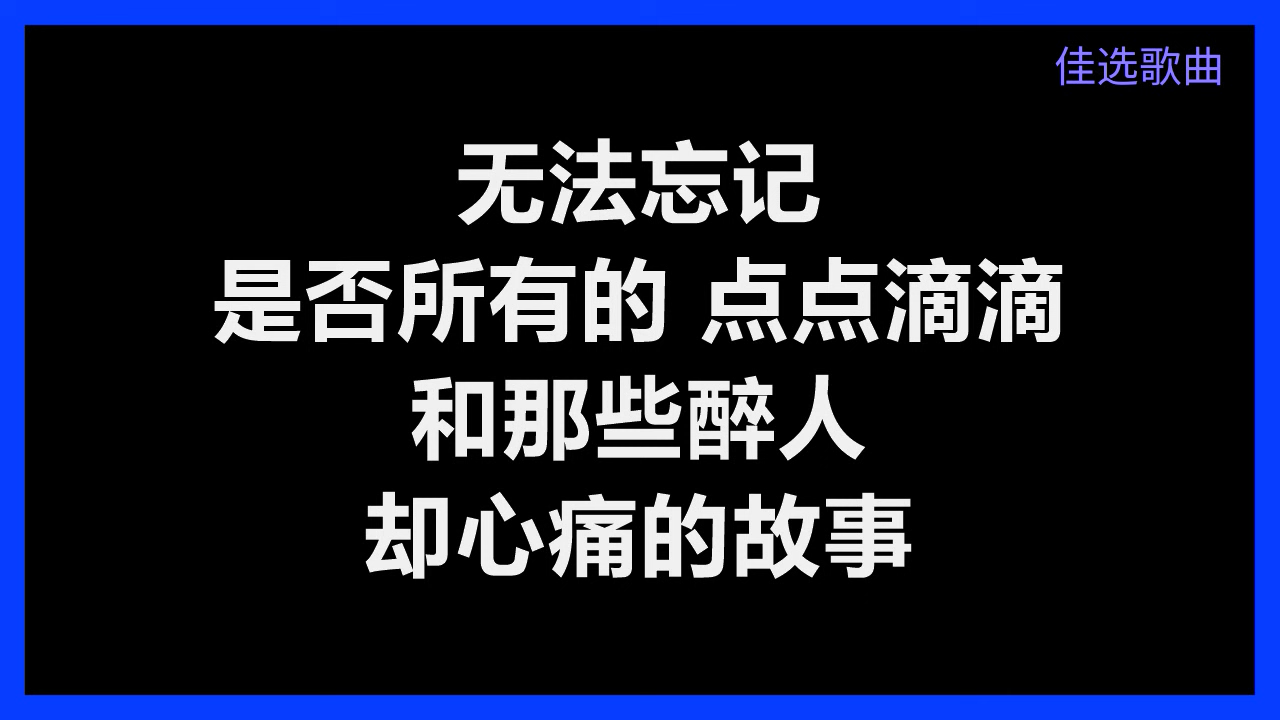 佳选歌曲
无法忘记
是否所有的 点点滴滴
和那些醉人
却心痛的故事